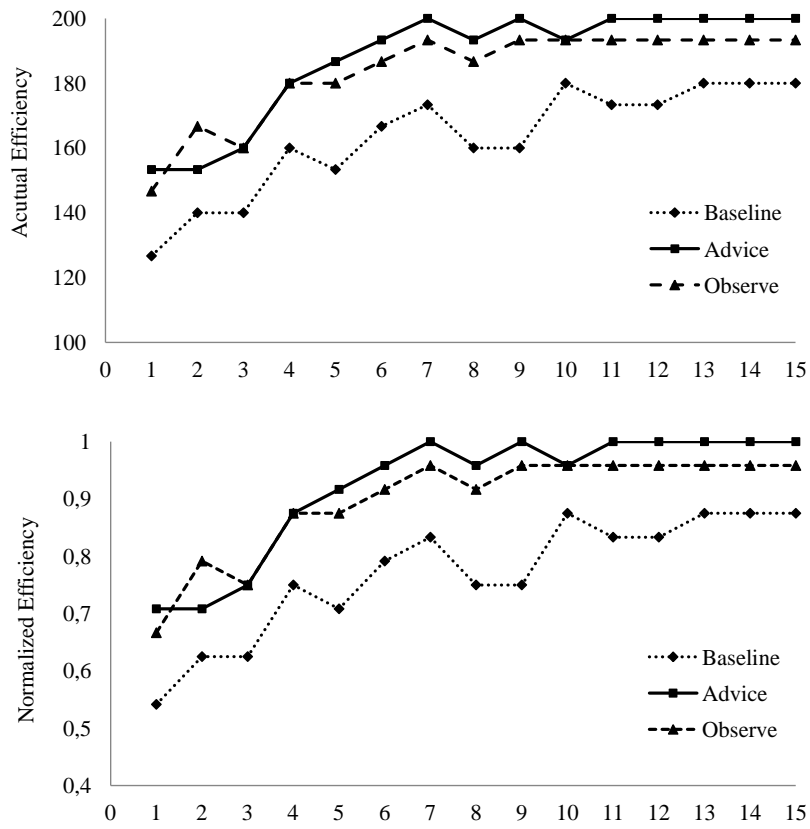 200
180
160
140
120
100
Acutual Efficiency
Baseline
Advice
Observe
0 1 2 3 4 5 6 7 8 9 10 11 12 13 14 15
1
0,9
0,8
0,7
0,6
0,5
0,4
Normalized Efficiency
Baseline
Advice
Observe
0 1 2 3 4 5 6 7 8 9 10 11 12 13 14 15